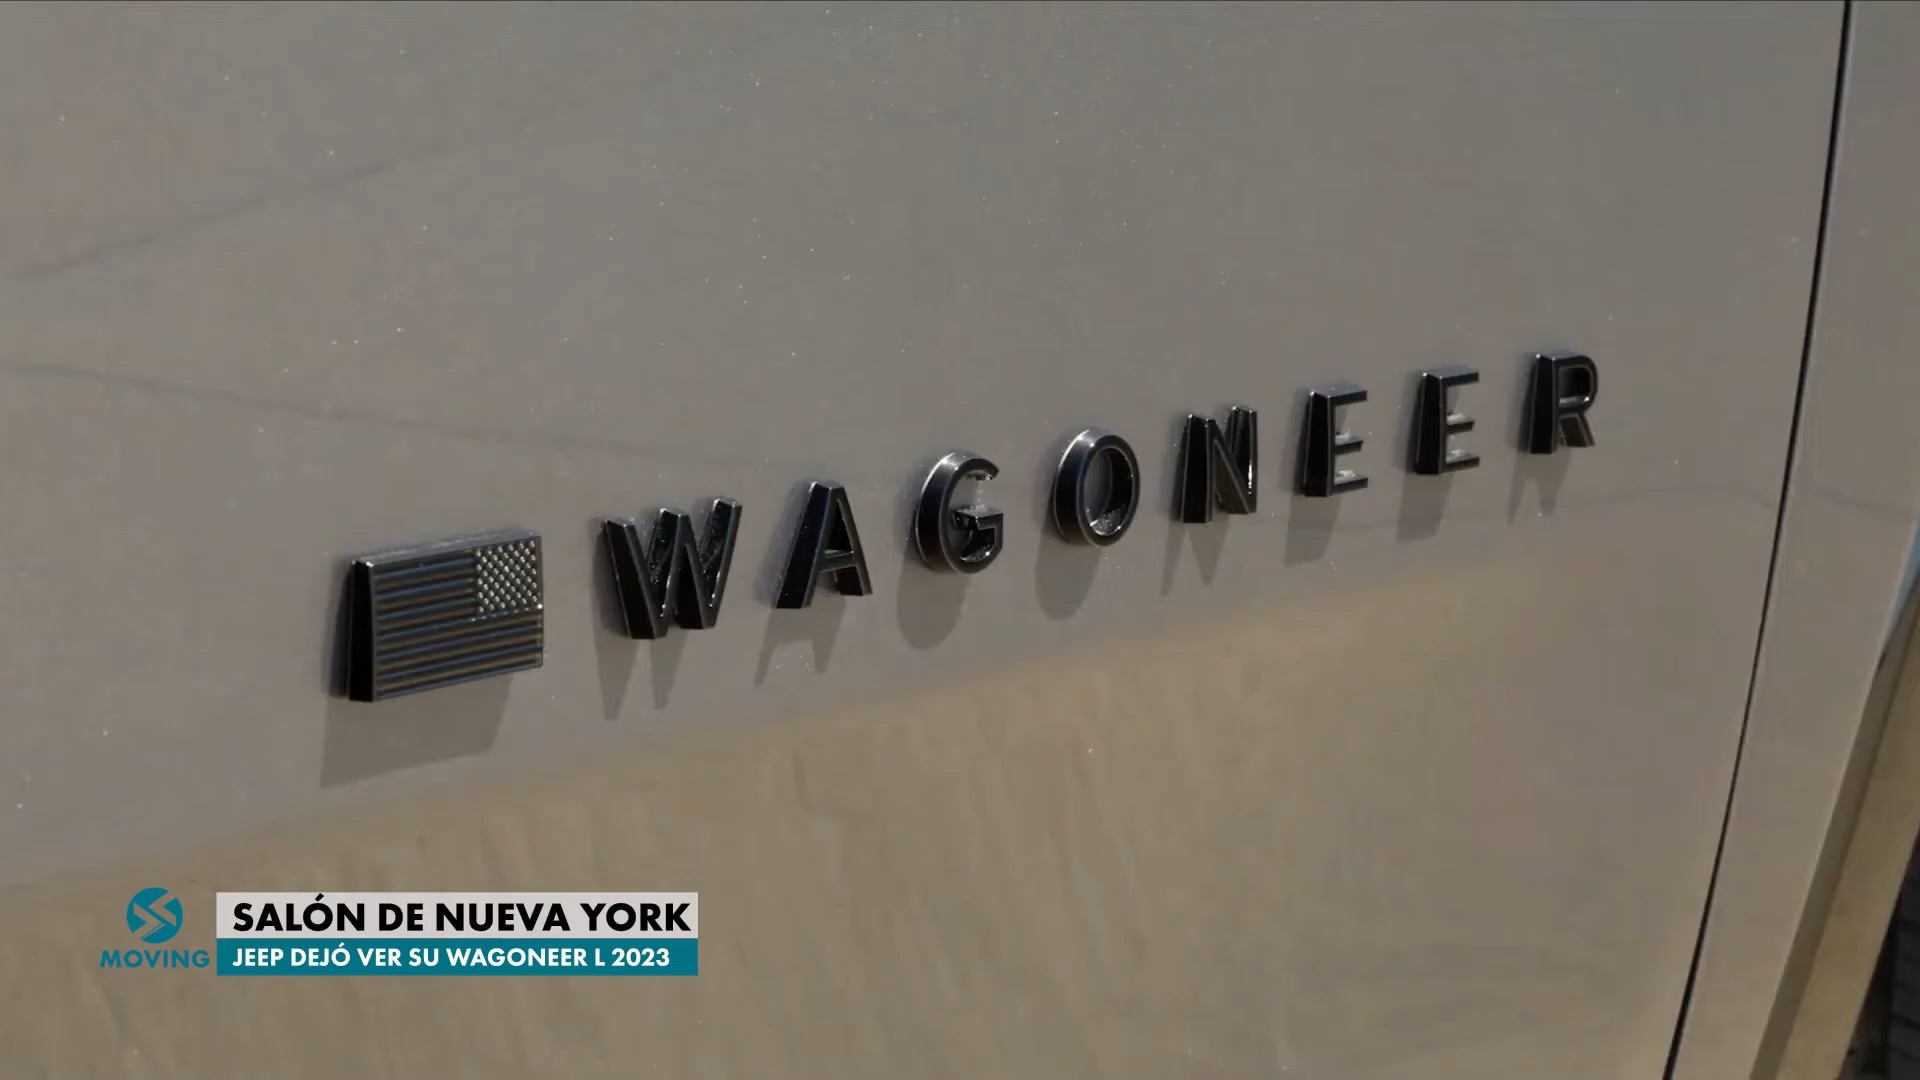 WAGONEER
MOVING
SALÓN DE NUEVA YORK
JEEP DEJÓ VER SU WAGONEER L 2023